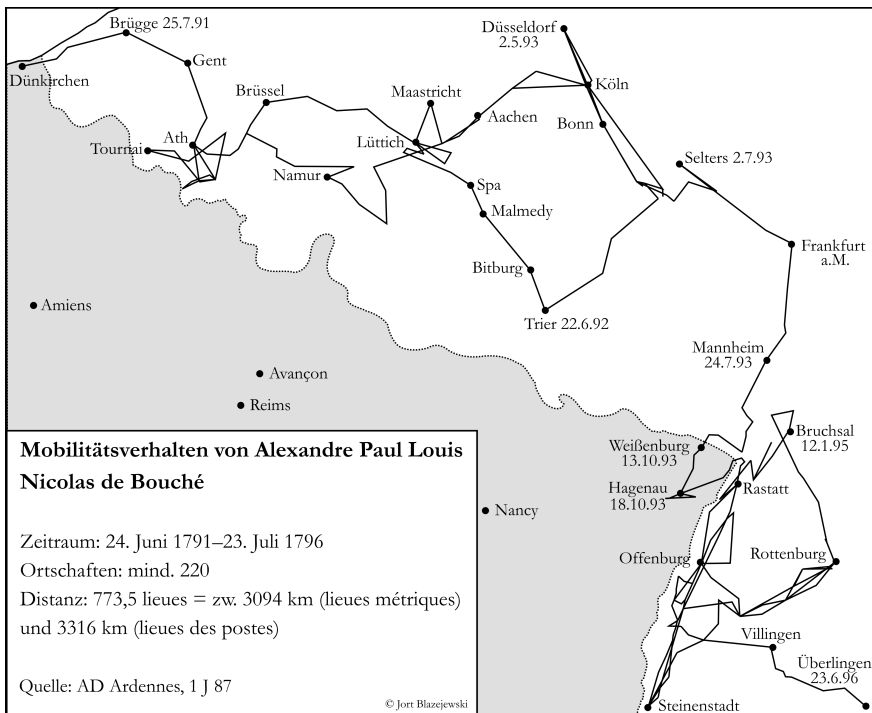 Brügge 25.7.91
Dünkirchen
Gent
Brüssel
Ath
Tournai
Namur
Maastricht
Lüttich
Aachen
Düsseldorf
2.5.93
Köln
Bonn
Spa
Malmedy
Bitburg
Trier 22.6.92
Selters 2.7.93
Frankfurt
a.M.
Mannheim
24.7.93
Amiens
Avançon
Reims
Nancy
Weißenburg
13.10.93
Hagenau
18.10.93
Bruchsal
12.1.95
Rastatt
Offenburg
Rottenburg
Villingen
Überlingen
23.6.96
Steinenstadt
Mobilitätsverhalten von Alexandre Paul Louis
Nicolas de Bouché
Zeitraum: 24. Juni 1791–23. Juli 1796
Ortschaften: mind. 220
Distanz: 773,5 lieues = zw. 3094 km (lieues métriques)
und 3316 km (lieues des postes)
Quelle: AD Ardennes, 1 J 87
© Jort Blazejewski